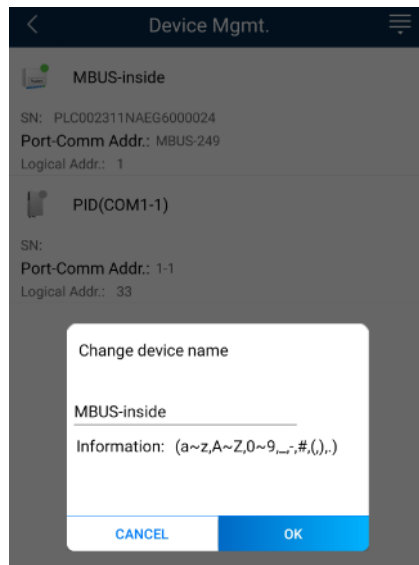 Device Mgmt.
MBUS-inside
SN: PLC002311NAEG6000024
Port-Comm Addr.: MBUS-249
Logical Addr.: 1
PID(COM1-1)
SN:
Port-Comm Addr.: 1-1
Logical Addr.: 33
Change device name
MBUS-inside
Information: (a~z,A~Z,0~9,_,-,#,(,),.)
CANCEL OK